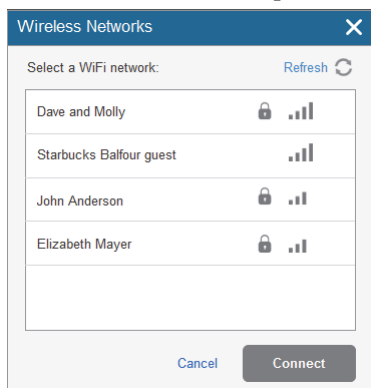 Wireless Networks
Select a WiFi network: Refresh
Dave and Molly
Starbucks Balfour guest
John Anderson
Elizabeth Mayer
Cancel Connect